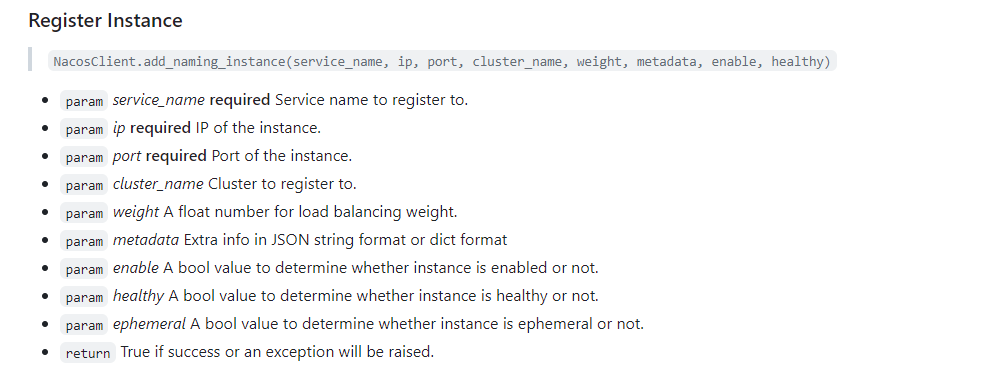 Register Instance
NacosClient.add_naming_instance(service_name, ip, port, cluster_name, weight, metadata, enable, healthy)
• param service_name required Service name to register to.
• param ip required IP of the instance.
• param port required Port of the instance.
• param cluster_name Cluster to register to.
• param weight A float number for load balancing weight.
• param metadata Extra info in JSON string format or dict format
• param enable A bool value to determine whether instance is enabled or not.
• param healthy A bool value to determine whether instance is healthy or not.
• param ephemeral A bool value to determine whether instance is ephemeral or not.
• return True if success or an exception will be raised.